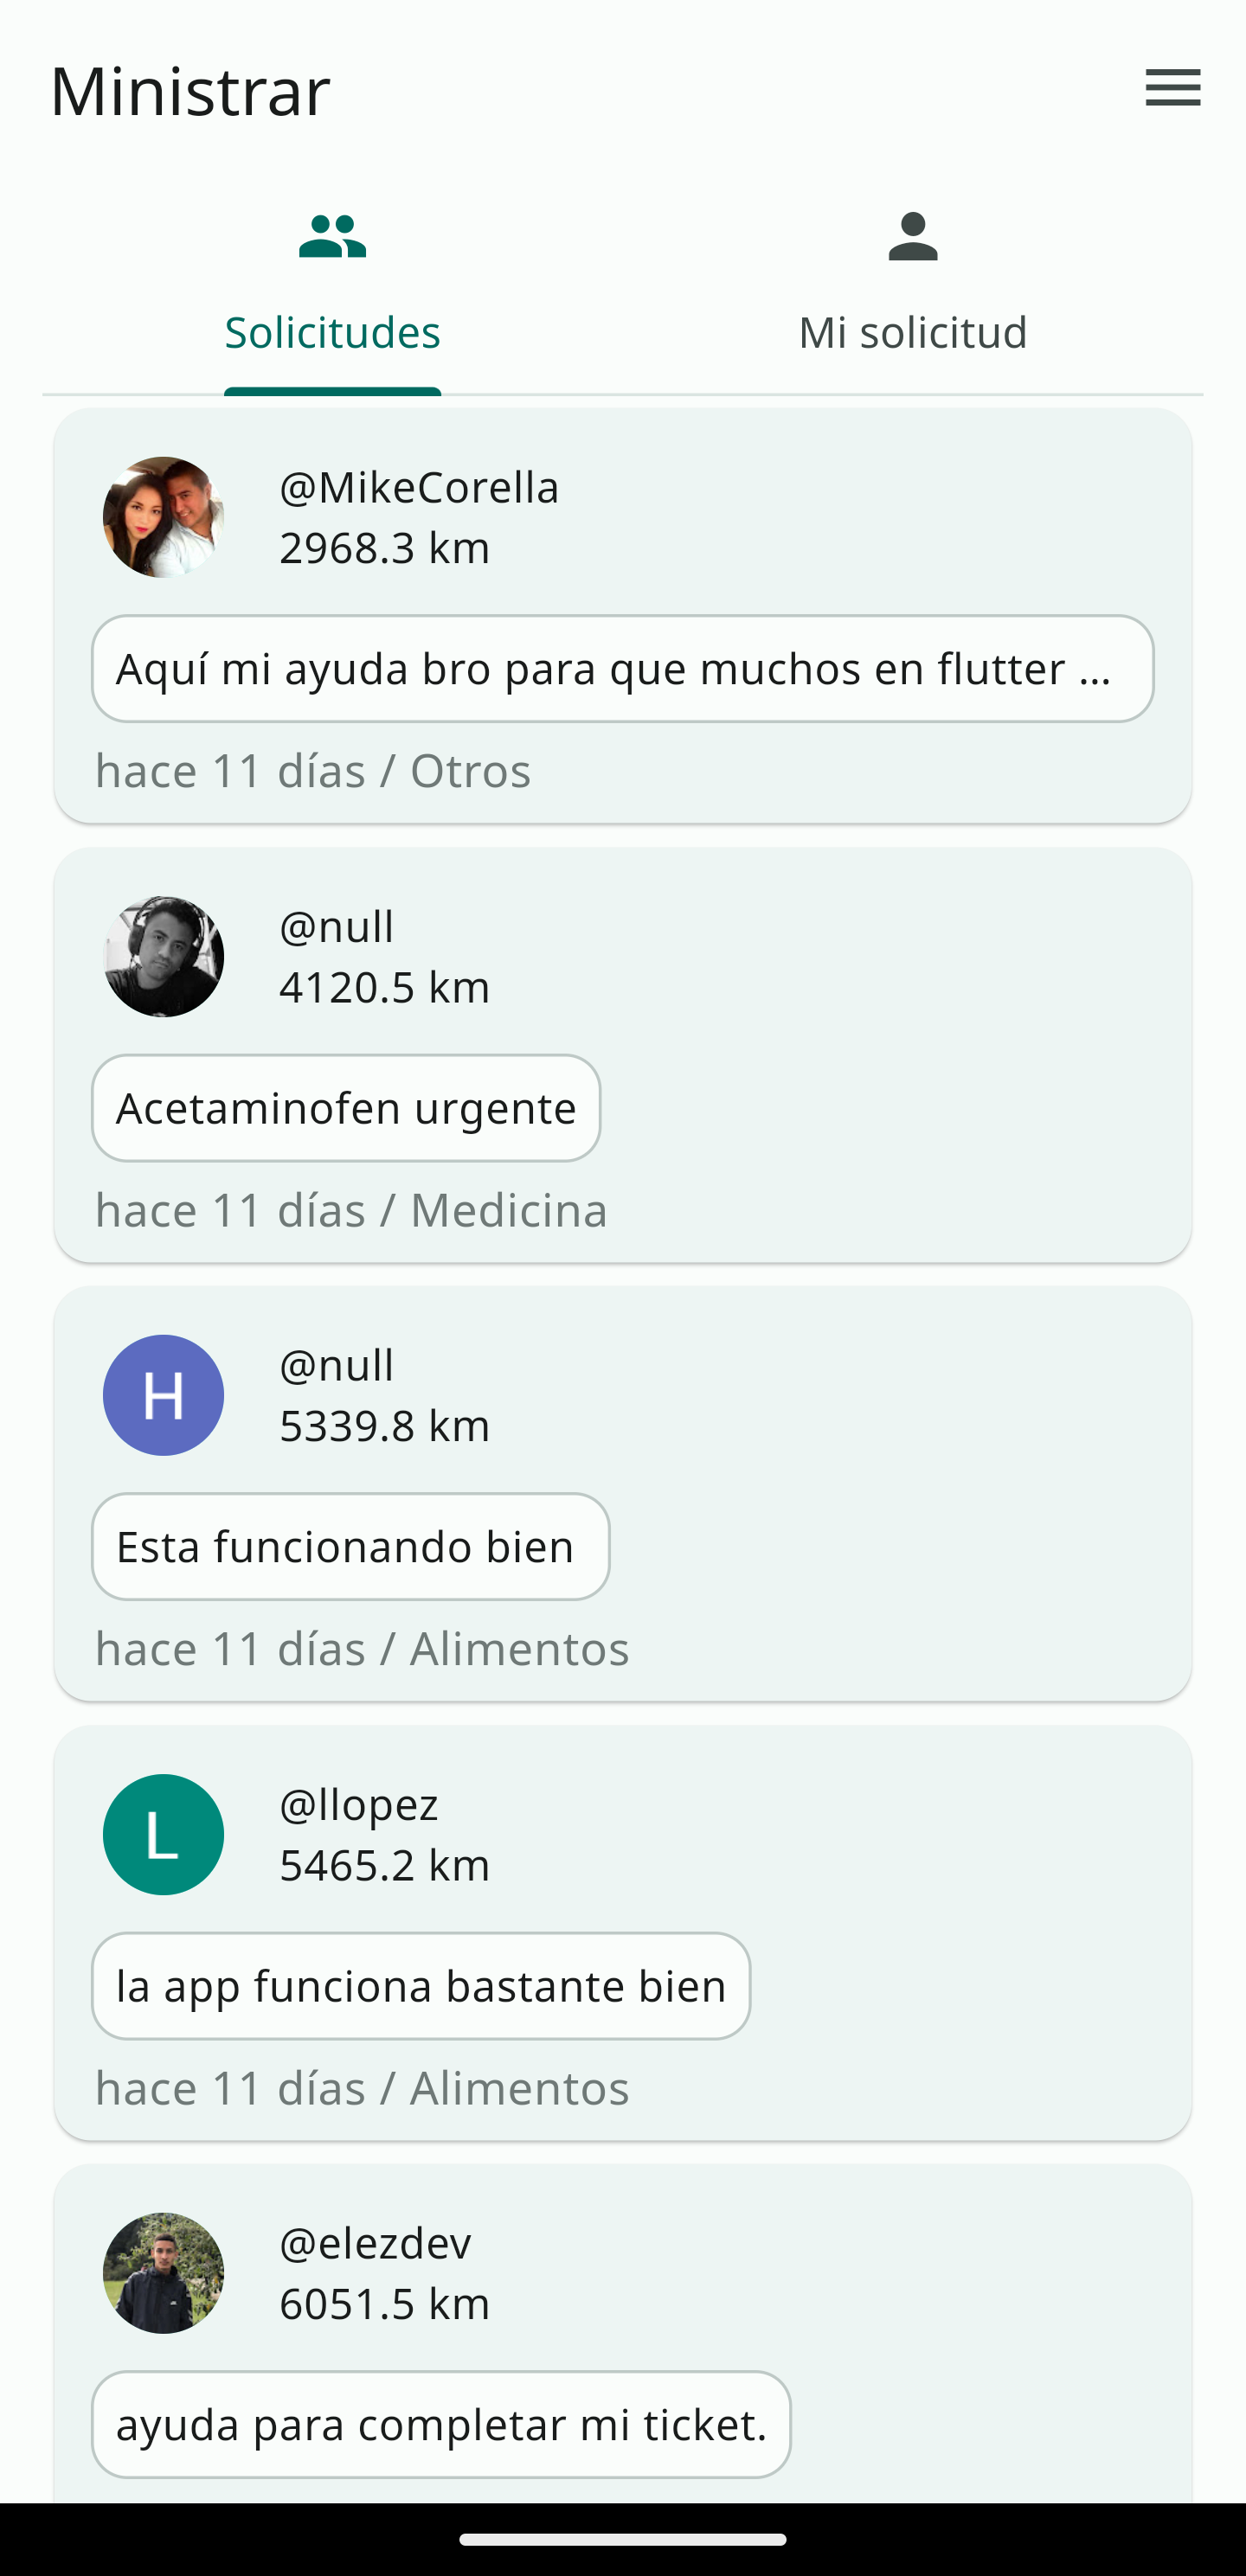 Ministrar
Solicitudes
Mi solicitud
@MikeCorella
2968.3 km
Aquí mi ayuda bro para que muchos en flutter ...
hace 11 días / Otros
@null
4120.5 km
Acetaminofen urgente
hace 11 días / Medicina
H
@null
5339.8 km
Esta funcionando bien
hace 11 días / Alimentos
L
@llopez
5465.2 km
la app funciona bastante bien
hace 11 días / Alimentos
@elezdev
6051.5 km
ayuda para completar mi ticket.